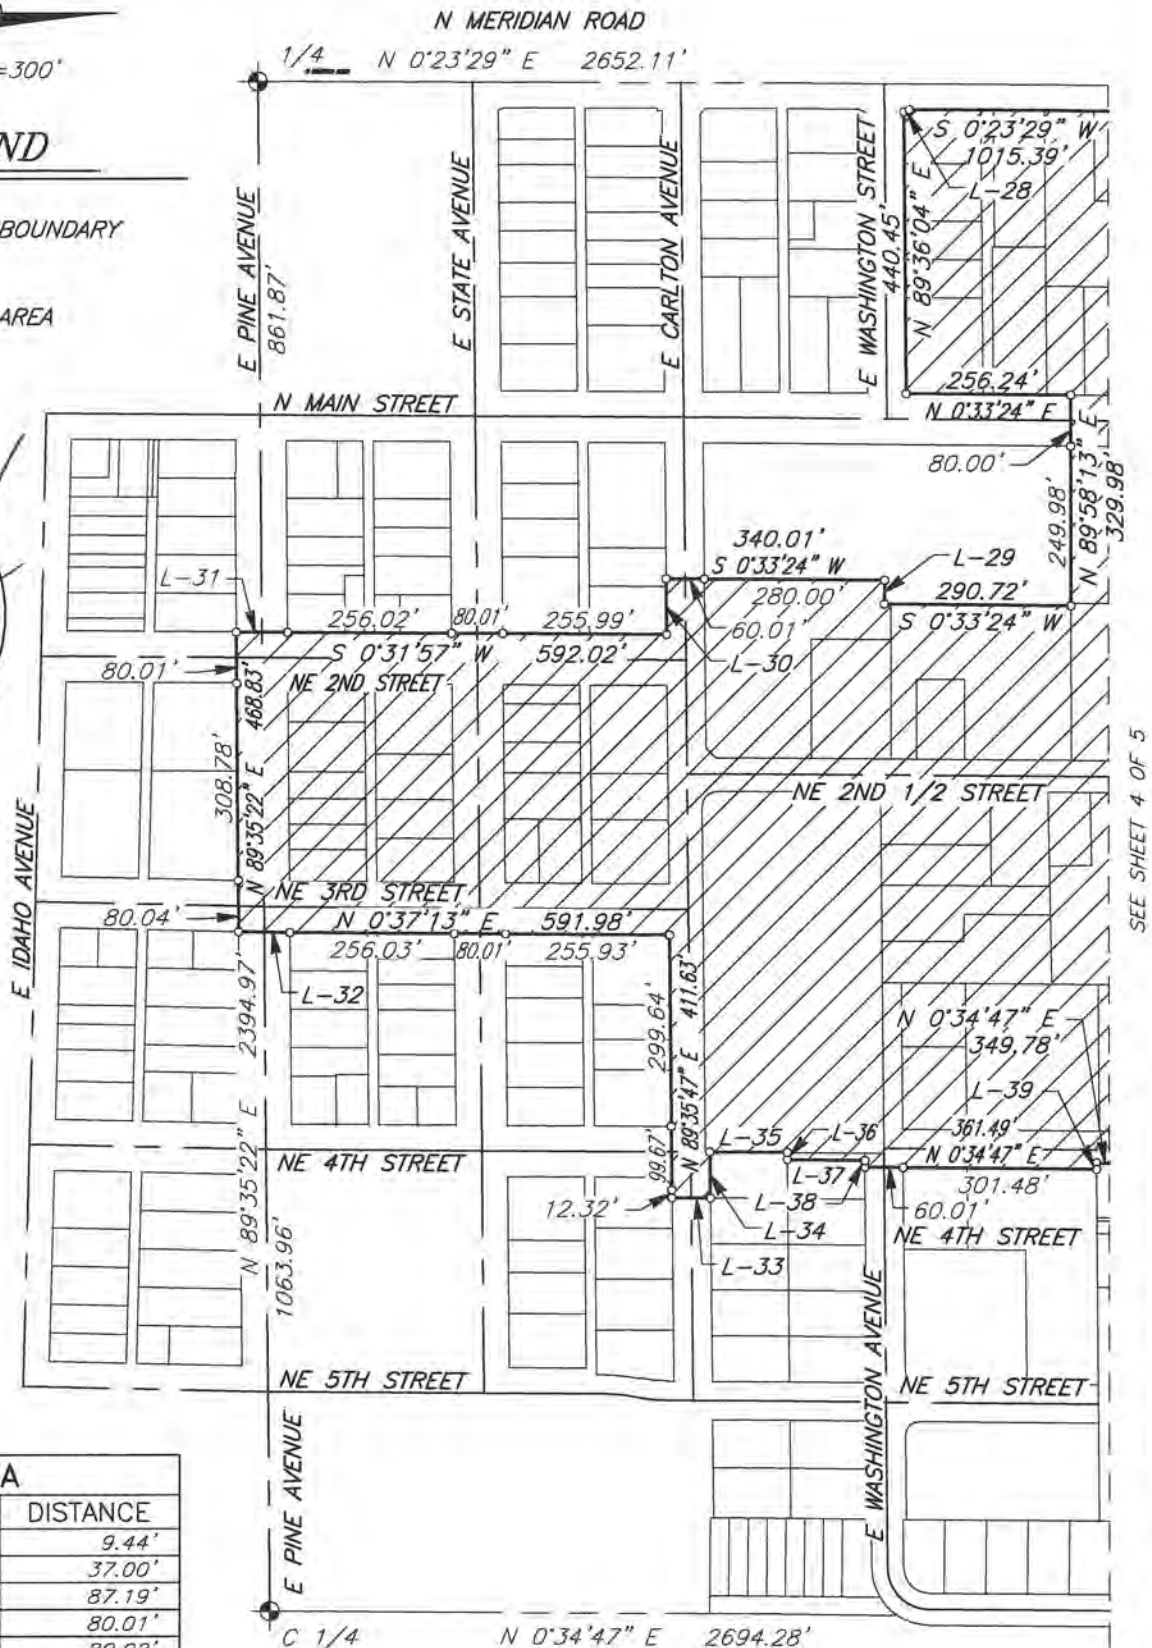 N MERIDIAN ROAD
1/4 N 0°23'29" E 2652.11'
=300'
ND
BOUNDARY
AREA
E PINE AVENUE
861.87'
E STATE AVENUE
E CARLTON AVENUE
E WASHINGTON STREET
440.45'
N 89°36'04" E
S 0°23'29" W
1015.39'
L-28
256.24'
N 0°33'24" E
N MAIN STREET
80.00'
249.98'
N 89°58'13" E
329.98'
340.01'
S 0°33'24" W
L-29
280.00'
290.72'
S 0°33'24" W
60.01'
L-30
L-31
256.02'
80.01'
255.99'
S 0°31'57" W 592.02'
80.01'
NE 2ND STREET
468.83'
308.78'
N 89°35'22" E
NE 2ND 1/2 STREET
SEE SHEET 4 OF 5
E IDAHO AVENUE
NE 3RD STREET
80.04'
N 0°37'13" E 591.98'
256.03'
80.01'
255.93'
L-32
2394.97'
N 89°35'22" E
299.64'
411.63'
N 89°35'47" E
99.67'
N 0°34'47" E
349.78'
L-39
361.49'
N 0°34'47" E
301.48'
L-35
L-36
L-37
L-38
L-34
L-33
12.32'
60.01'
NE 4TH STREET
NE 4TH STREET
1063.96'
E WASHINGTON AVENUE
NE 5TH STREET
NE 5TH STREET
E PINE AVENUE
A
DISTANCE
9.44'
37.00'
87.19'
80.01'
C 1/4 N 0°34'47" E 2694.28'